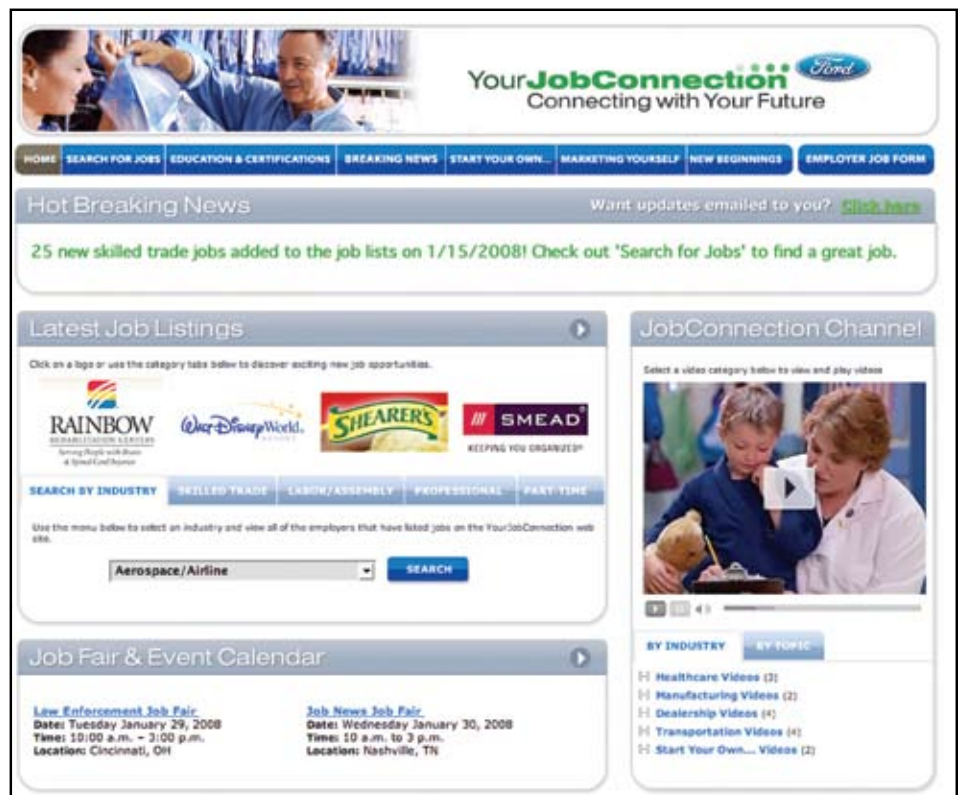 YourJobConnection Ford
Connecting with Your Future
HOME SEARCH FOR JOBS EDUCATION & CERTIFICATIONS BREAKING NEWS START YOUR OWN... MARKETING YOURSELF NEW BEGINNINGS EMPLOYER JOB FORM
Hot Breaking News
Want updates emailed to you? Click here
25 new skilled trade jobs added to the job lists on 1/15/2008! Check out 'Search for Jobs' to find a great job.
Latest Job Listings
Click on a logo or use the category tabs below to discover exciting new job opportunities.
RAINBOW
REHABILITATION CENTERS
Serving People with Brain
& Spinal Cord Injuries
Walt Disney World.
RESORT
SHEARER'S
SMEAD
KEEPING YOU ORGANIZED®
SEARCH BY INDUSTRY SKILLED TRADE LABOR/ASSEMBLY PROFESSIONAL PART-TIME
Use the menu below to select an industry and view all of the employers that have listed jobs on the YourJobConnection web
site.
Aerospace/Airline SEARCH
Job Fair & Event Calendar
Law Enforcement Job Fair
Date: Tuesday January 29, 2008
Time: 10:00 a.m. – 3:00 p.m.
Location: Cincinnati, OH
Job News Job Fair
Date: Wednesday January 30, 2008
Time: 10 a.m. to 3 p.m.
Location: Nashville, TN
JobConnection Channel
Select a video category below to view and play videos
BY INDUSTRY BY TOPIC
Healthcare Videos (3)
Manufacturing Videos (2)
Dealership Videos (4)
Transportation Videos (4)
Start Your Own... Videos (2)